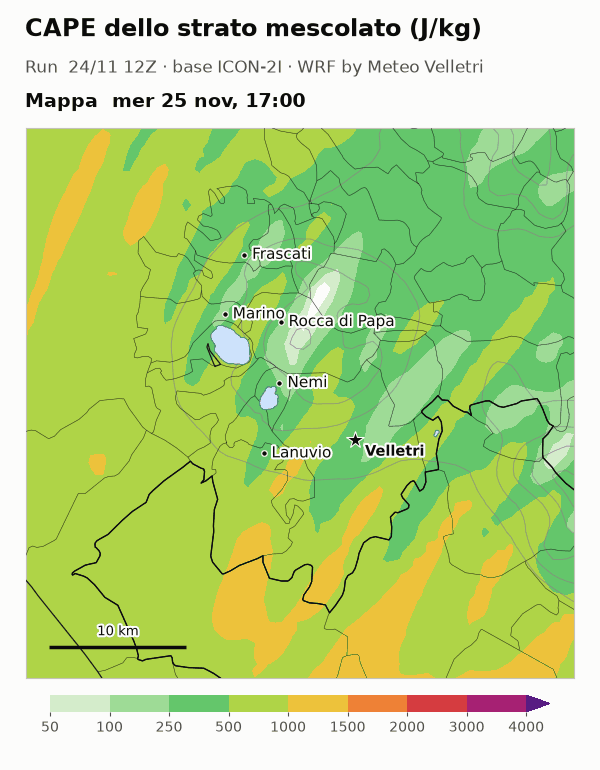 CAPE dello strato mescolato (J/kg)
Run  24/11 12Z · base ICON-2I · WRF by Meteo Velletri
Mappa  mer 25 nov, 17:00
Frascati
Marino
Rocca di Papa
Nemi
Velletri
Lanuvio
10 km
50 100 250 500 1000 1500 2000 3000 4000